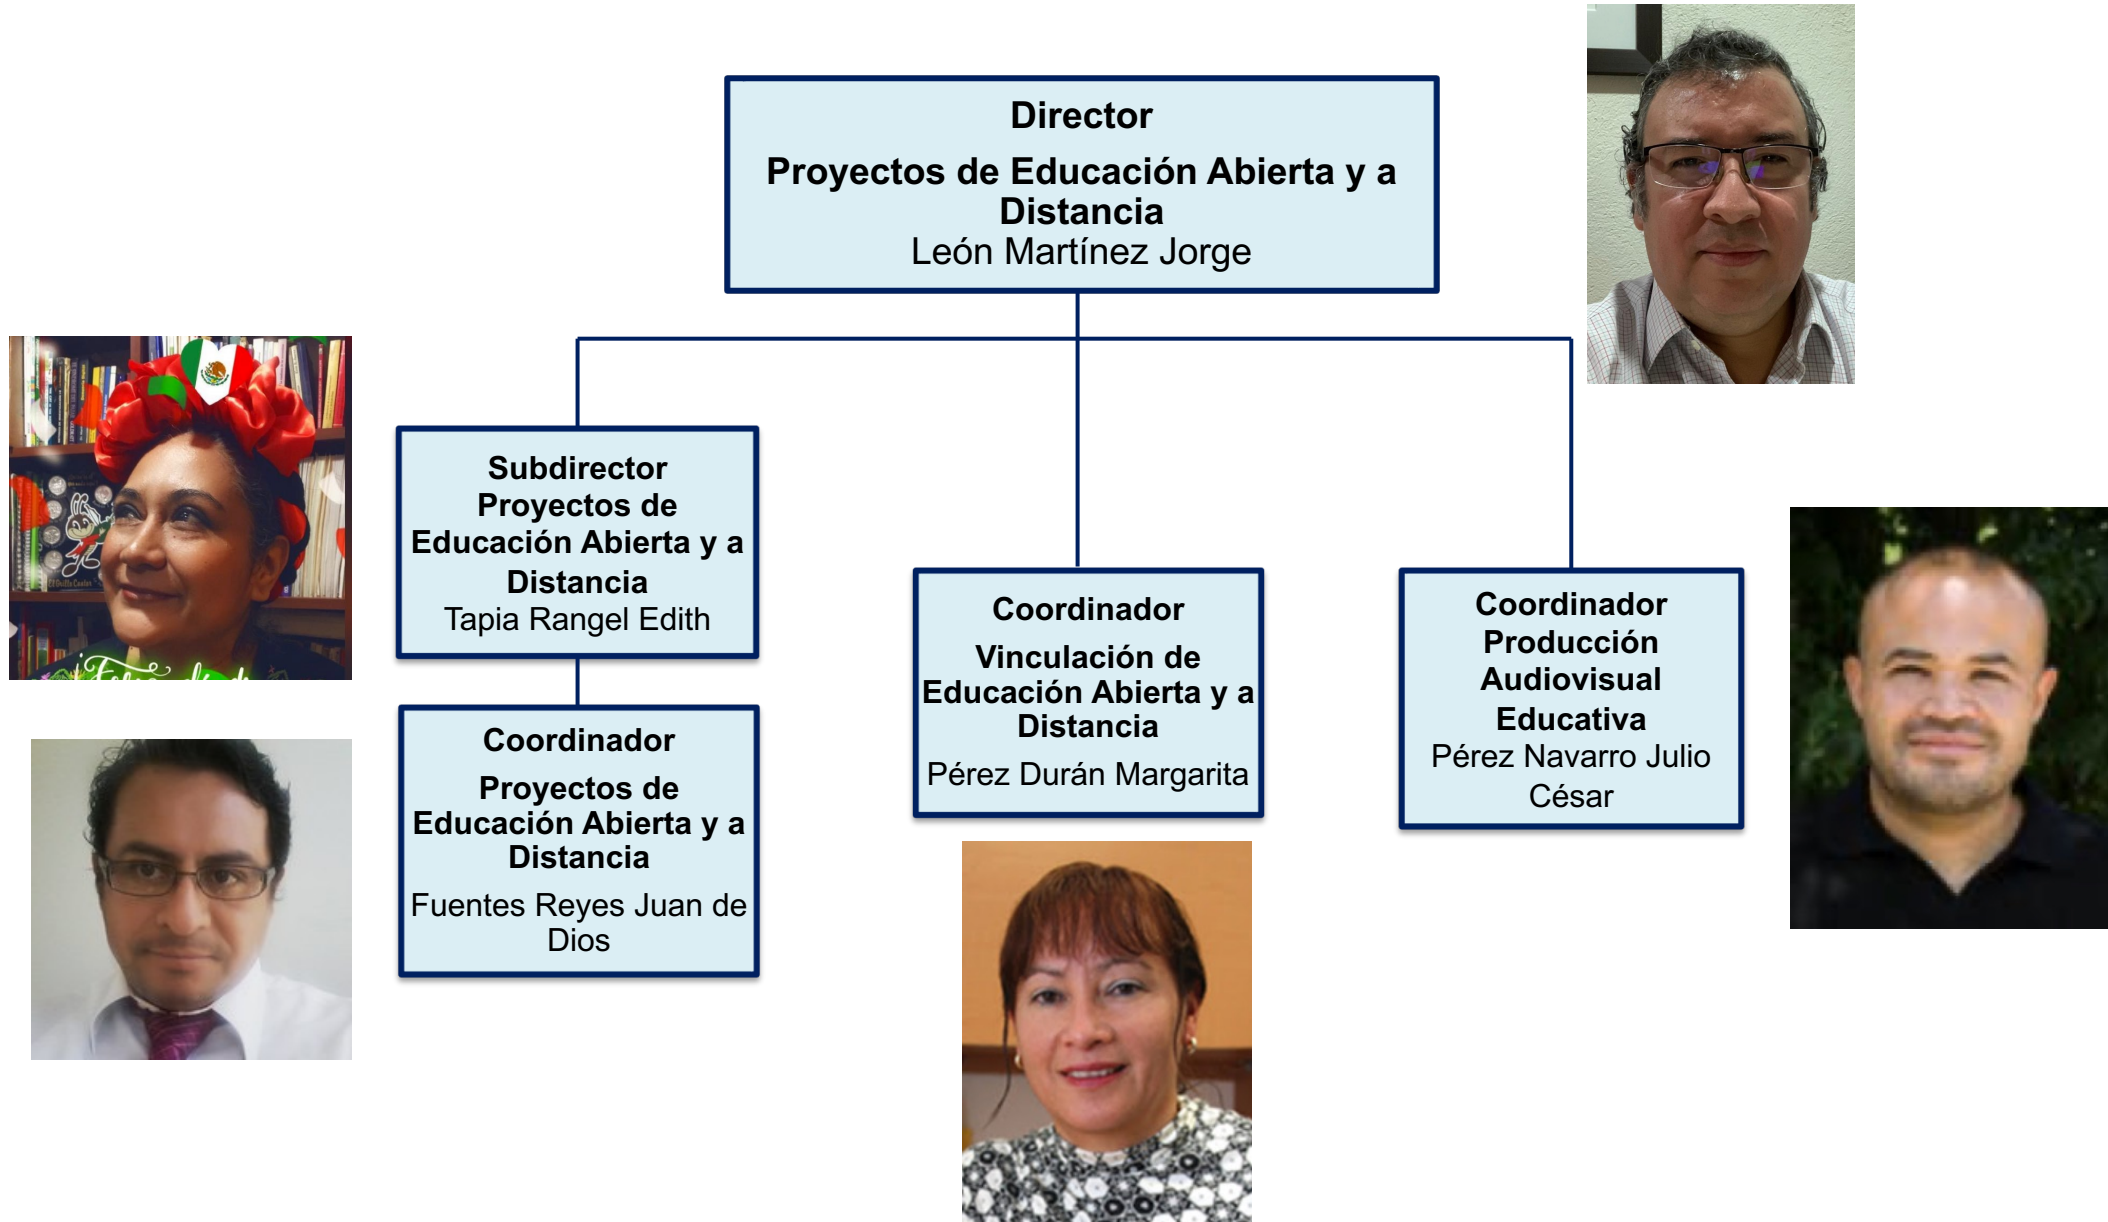 Director
Proyectos de Educación Abierta y a
Distancia
León Martínez Jorge
Subdirector
Proyectos de
Educación Abierta y a
Distancia
Tapia Rangel Edith
Coordinador
Proyectos de
Educación Abierta y a
Distancia
Fuentes Reyes Juan de
Dios
Coordinador
Vinculación de
Educación Abierta y a
Distancia
Pérez Durán Margarita
Coordinador
Producción
Audiovisual
Educativa
Pérez Navarro Julio
César